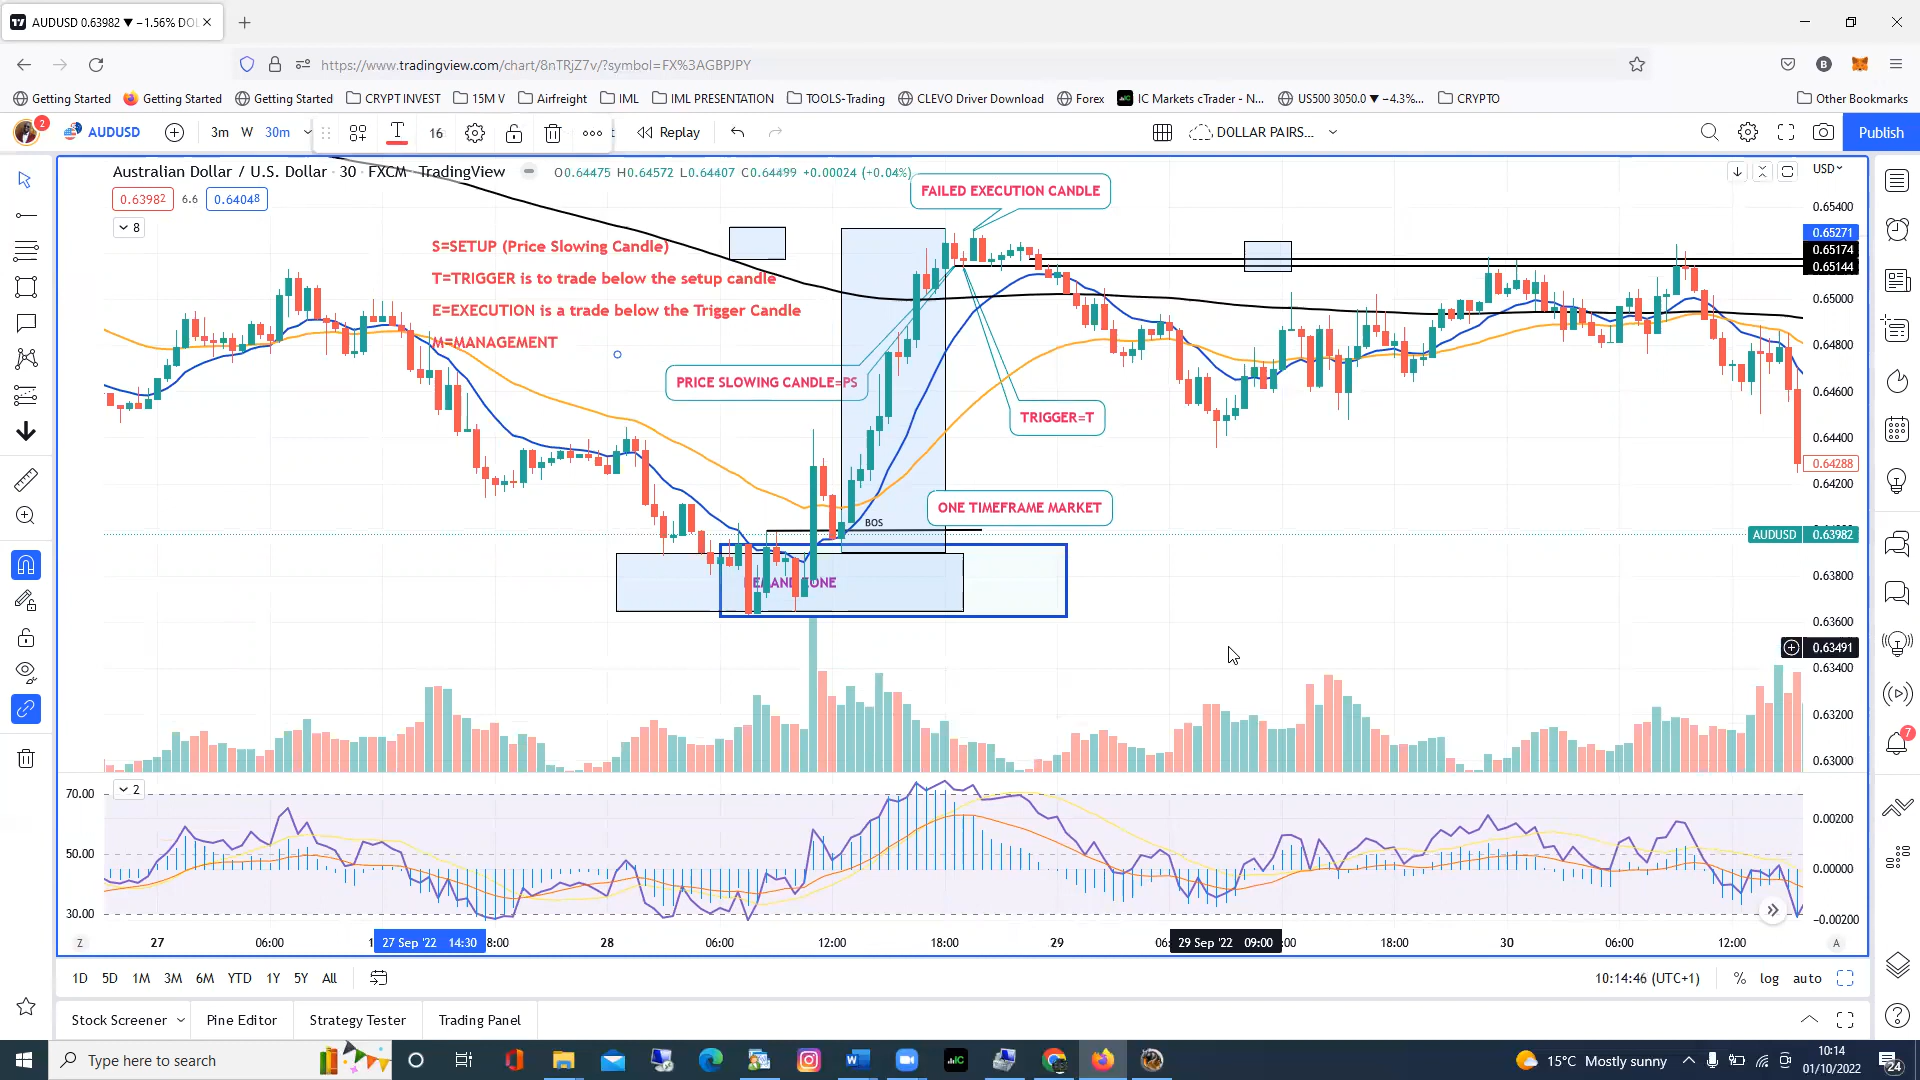 AUDUSD 0.63982 ▼ −1.56% DO
https://www.tradingview.com/chart/8nTRjZ7v/?symbol=FX%3AGBPJPY
Getting Started Getting Started Getting Started CRYPT INVEST 15M V Airfreight IML IML PRESENTATION TOOLS-Trading CLEVO Driver Download Forex IC Markets cTrader - N... US500 3050.0 ▼ −4.3%... CRYPTO Other Bookmarks
2 AUDUSD 3m W 30m 16 Replay DOLLAR PAIRS... Publish
Australian Dollar / U.S. Dollar · 30 · FXCM · TradingView O0.64475 H0.64572 L0.64407 C0.64499 +0.00024 (+0.04%) USD
0.63982 6.6 0.64048
8
FAILED EXECUTION CANDLE
S=SETUP (Price Slowing Candle)
T=TRIGGER is to trade below the setup candle
E=EXECUTION is a trade below the Trigger Candle
M=MANAGEMENT
PRICE SLOWING CANDLE=PS
TRIGGER=T
ONE TIMEFRAME MARKET
BOS
0.65400
0.65271
0.65174
0.65144
0.65000
0.64800
0.64600
0.64400
0.64288
0.64200
AUDUSD 0.63982
0.63800
0.63600
0.63491
0.63400
0.63200
0.63000
2
70.00
50.00
30.00
0.00200
0.00000
−0.00200
Z 27 06:00 27 Sep '22 14:30 8:00 28 06:00 12:00 18:00 29 06: 29 Sep '22 09:00 :00 18:00 30 06:00 12:00 A
1D 5D 1M 3M 6M YTD 1Y 5Y All 10:14:46 (UTC+1) % log auto
Stock Screener Pine Editor Strategy Tester Trading Panel
7
Type here to search 15°C Mostly sunny 10:14
01/10/2022
24